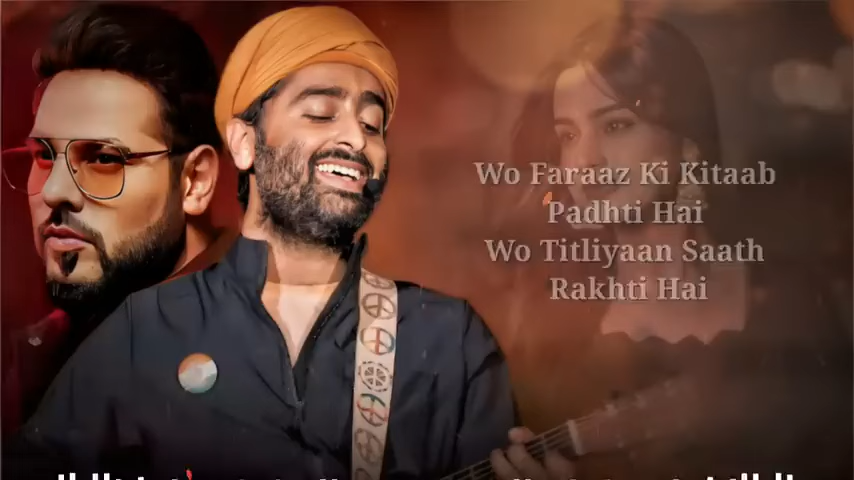 Wo Faraaz Ki Kitaab
Padhti Hai
Wo Titliyaan Saath
Rakhti Hai